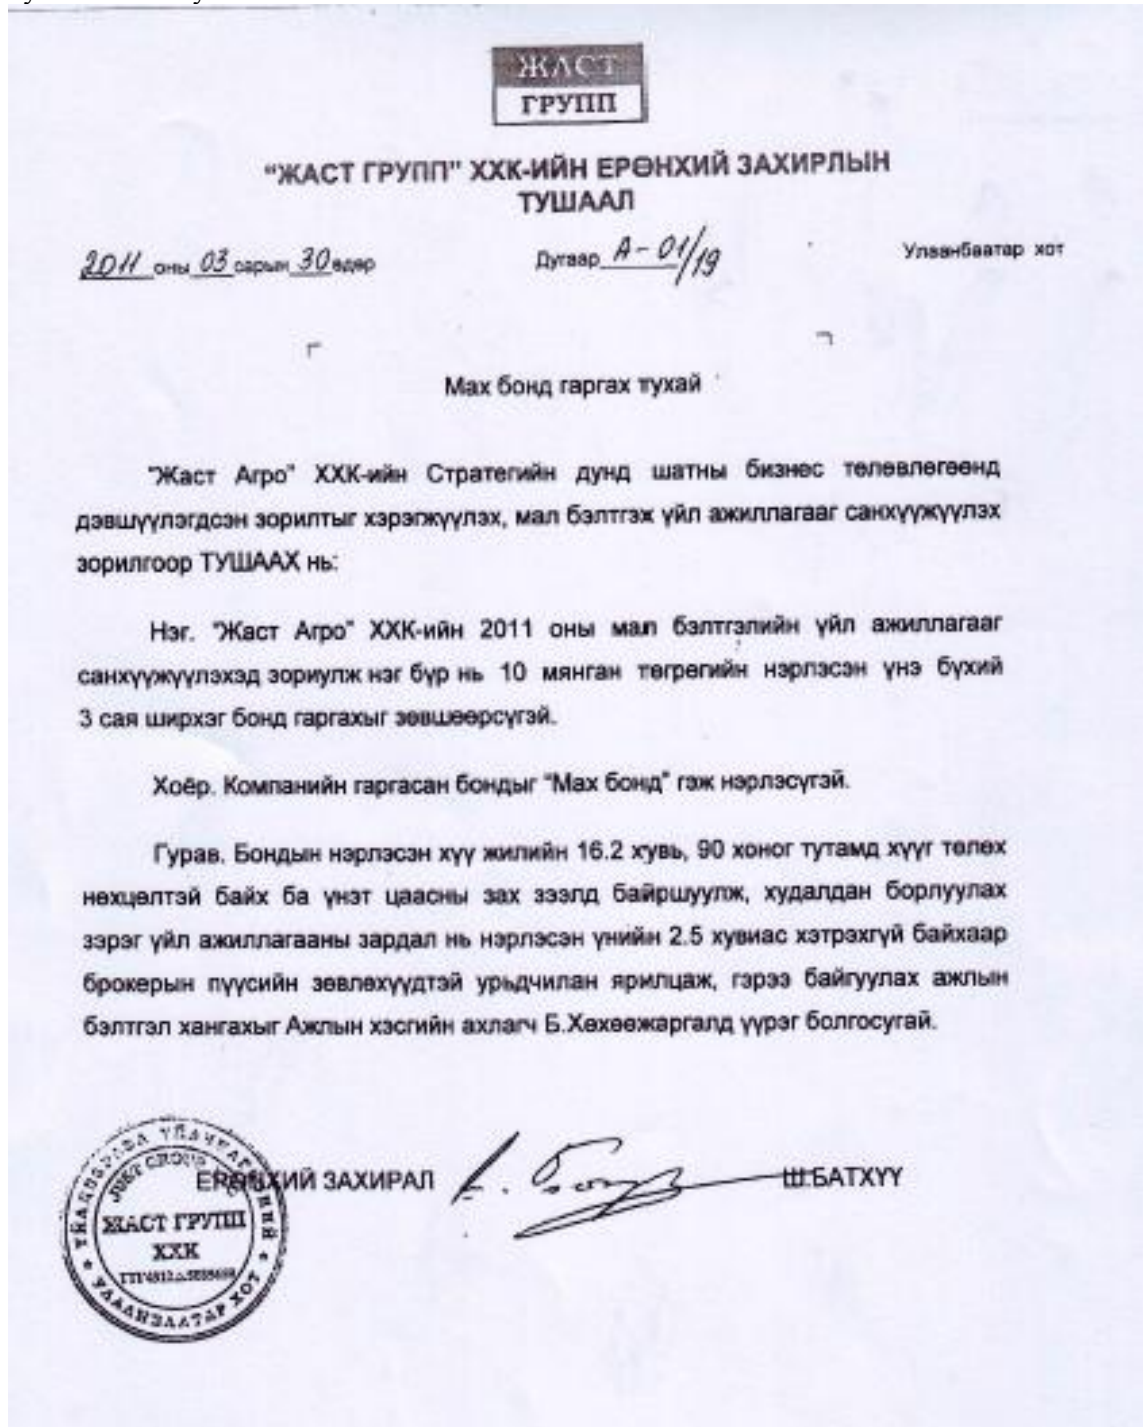 ЖАСТ
ГРУПП
“ЖАСТ ГРУПП” ХХК-ИЙН ЕРӨНХИЙ ЗАХИРЛЫН
ТУШААЛ
2011 оны 03 сарын 30 өдөр Дугаар А-01/19 Улаанбаатар хот
Мах бонд гаргах тухай
“Жаст Агро” ХХК-ийн Стратегийн дунд шатны бизнес төлөвлөгөөнд
дэвшүүлэгдсэн зорилтыг хэрэгжүүлэх, мал бэлтгэх үйл ажиллагааг санхүүжүүлэх
зорилгоор ТУШААХ нь:
Нэг. “Жаст Агро” ХХК-ийн 2011 оны мал бэлтгэлийн үйл ажиллагааг
санхүүжүүлэхэд зориулж нэг бүр нь 10 мянган төгрөгийн нэрлэсэн үнэ бүхий
3 сая ширхэг бонд гаргахыг зөвшөөрсүгэй.
Хоёр. Компанийн гаргасан бондыг “Мах бонд” гэж нэрлэсүгэй.
Гурав. Бондын нэрлэсэн хүү жилийн 16.2 хувь, 90 хоног тутамд хүүг төлөх
нөхцөлтэй байх ба үнэт цаасны зах зээлд байршуулж, худалдан борлуулах
зэрэг үйл ажиллагааны зардал нь нэрлэсэн үнийн 2.5 хувиас хэтрэхгүй байхаар
брокерын пүүсийн зөвлөхүүдтэй урьдчилан ярилцаж, гэрээ байгуулах ажлын
бэлтгэл хангахыг Ажлын хэсгийн ахлагч Б.Хөхөөжаргалд үүрэг болгосугай.
ЕРӨНХИЙ ЗАХИРАЛ Ш.БАТХҮҮ
JUST GROUP
ЖАСТ ГРУПП
ХХК
УЛААНБААТАР ХОТ